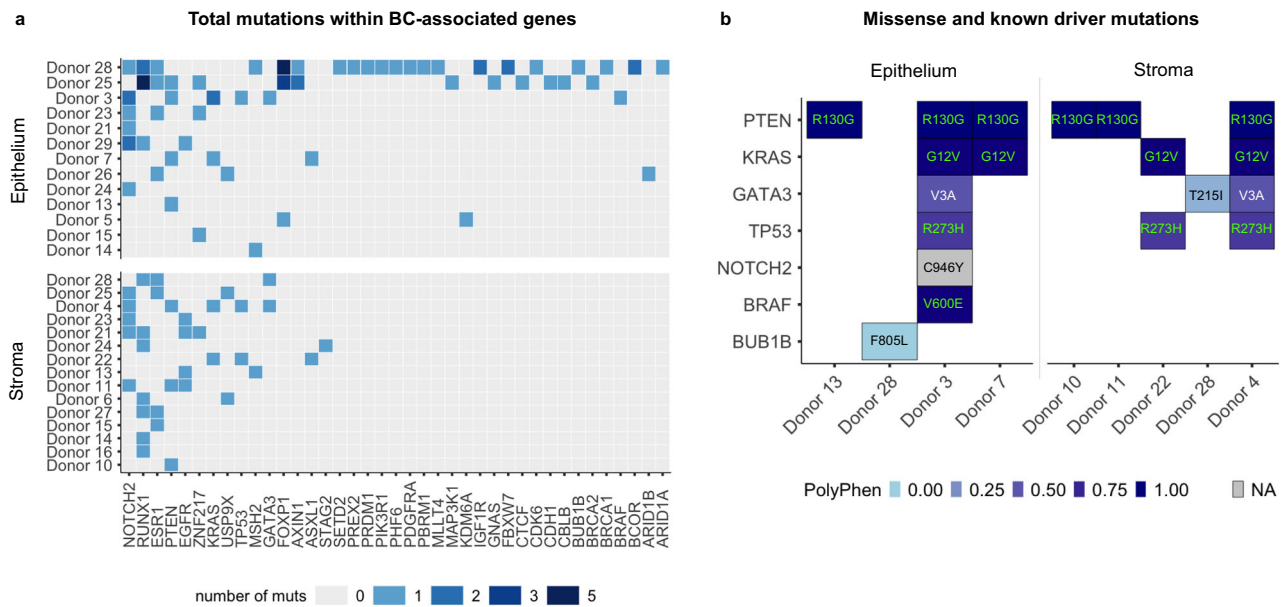 a Total mutations within BC-associated genes
Epithelium
Donor 28
Donor 25
Donor 3
Donor 23
Donor 21
Donor 29
Donor 7
Donor 26
Donor 24
Donor 13
Donor 5
Donor 15
Donor 14
Stroma
Donor 28
Donor 25
Donor 4
Donor 23
Donor 21
Donor 24
Donor 22
Donor 13
Donor 11
Donor 6
Donor 27
Donor 15
Donor 14
Donor 16
Donor 10
NOTCH2
RUNX1
ESR1
PTEN
EGFR
ZNF217
KRAS
USP9X
TP53
MSH2
GATA3
FOXP1
AXIN1
ASXL1
STAG2
SETD2
PREX2
PRDM1
PIK3R1
PHF6
PDGFRA
PBRM1
MLLT4
MAP3K1
KDM6A
IGF1R
FBXW7
GNAS
CTCF
CDK6
CDH1
CBLB
BUB1B
BRCA2
BRCA1
BRAF
BCOR
ARID1B
ARID1A
number of muts 0 1 2 3 5
b Missense and known driver mutations
Epithelium Stroma
PTEN R130G R130G R130G R130G R130G R130G
KRAS G12V G12V G12V G12V
GATA3 V3A T215I V3A
TP53 R273H R273H R273H
NOTCH2 C946Y
BRAF V600E
BUB1B F805L
Donor 13
Donor 28
Donor 3
Donor 7
Donor 10
Donor 11
Donor 22
Donor 28
Donor 4
PolyPhen 0.00 0.25 0.50 0.75 1.00 NA